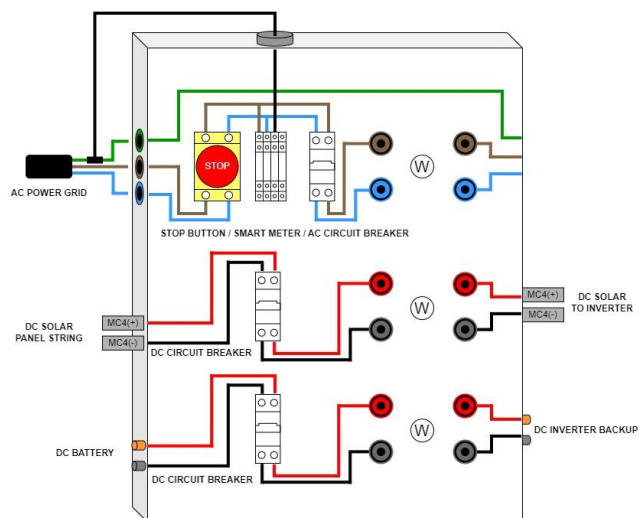 STOP
AC POWER GRID
W
STOP BUTTON / SMART METER / AC CIRCUIT BREAKER
MC4(+)
DC SOLAR
PANEL STRING
MC4(-)
DC CIRCUIT BREAKER
W
MC4(+)
MC4(-)
DC SOLAR
TO INVERTER
DC BATTERY
DC CIRCUIT BREAKER
W
DC INVERTER BACKUP